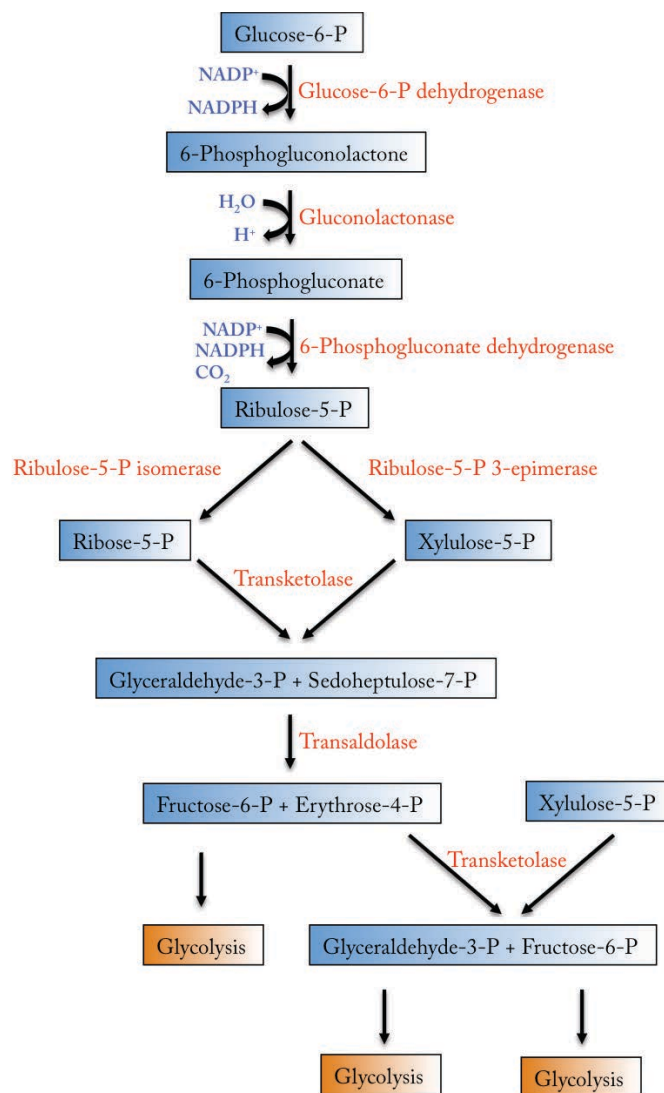 Glucose-6-P
NADP⁺
Glucose-6-P dehydrogenase
NADPH
6-Phosphogluconolactone
H₂O
Gluconolactonase
H⁺
6-Phosphogluconate
NADP⁺
6-Phosphogluconate dehydrogenase
NADPH
CO₂
Ribulose-5-P
Ribulose-5-P isomerase
Ribulose-5-P 3-epimerase
Ribose-5-P
Xylulose-5-P
Transketolase
Glyceraldehyde-3-P + Sedoheptulose-7-P
Transaldolase
Fructose-6-P + Erythrose-4-P
Xylulose-5-P
Transketolase
Glycolysis
Glyceraldehyde-3-P + Fructose-6-P
Glycolysis
Glycolysis